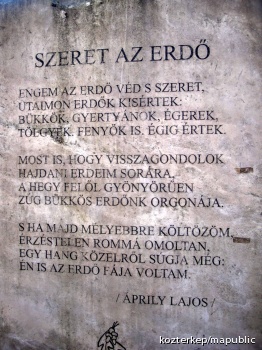 SZERET AZ ERDŐ
ENGEM AZ ERDŐ VÉD S SZERET,
UTAIMON ERDŐK KISÉRTEK:
BÜKKÖK, GYERTYÁNOK, ÉGEREK,
TÖLGYEK, FENYŐK IS, ÉGIG ÉRTEK.
MOST IS, HOGY VISSZAGONDOLOK
HAJDANI ERDEIM SORÁRA,
A HEGY FELŐL GYÖNYÖRŰEN
ZÚG BÜKKÖS ERDŐNK ORGONÁJA.
S HA MAJD MÉLYEBBRE KÖLTÖZÖM,
ÉRZÉSTELEN ROMMÁ OMOLTAN,
EGY HANG KÖZELRŐL SUGJA MÉG:
ÉN IS AZ ERDŐ FÁJA VOLTAM.
/ÁPRILY LAJOS/
kozterkep/mapublic